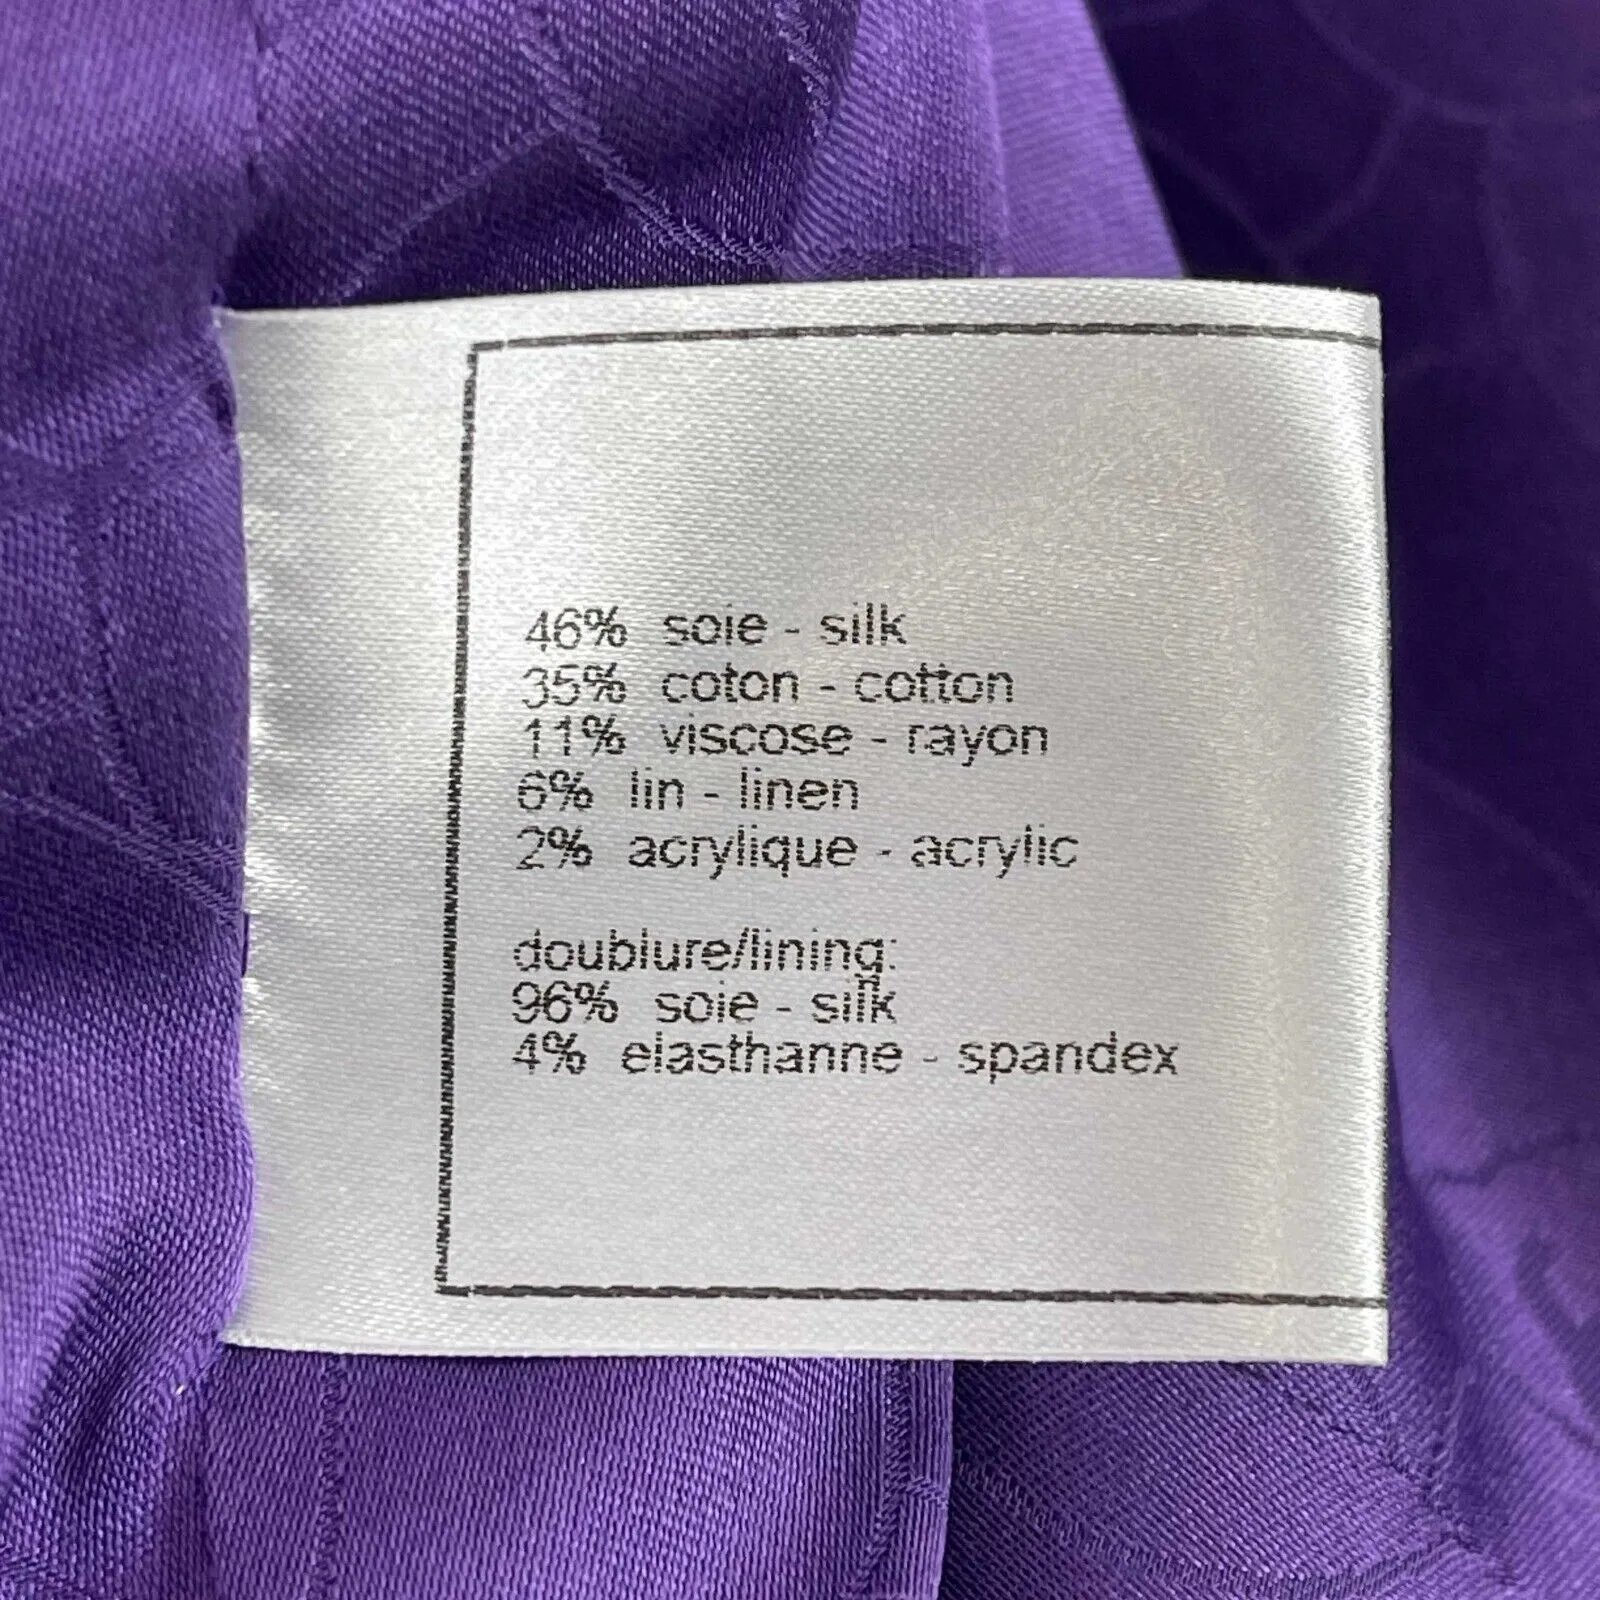 46% soie - silk
35% coton - cotton
11% viscose - rayon
6% lin - linen
2% acrylique - acrylic
doublure/lining:
96% soie - silk
4% elasthanne - spandex